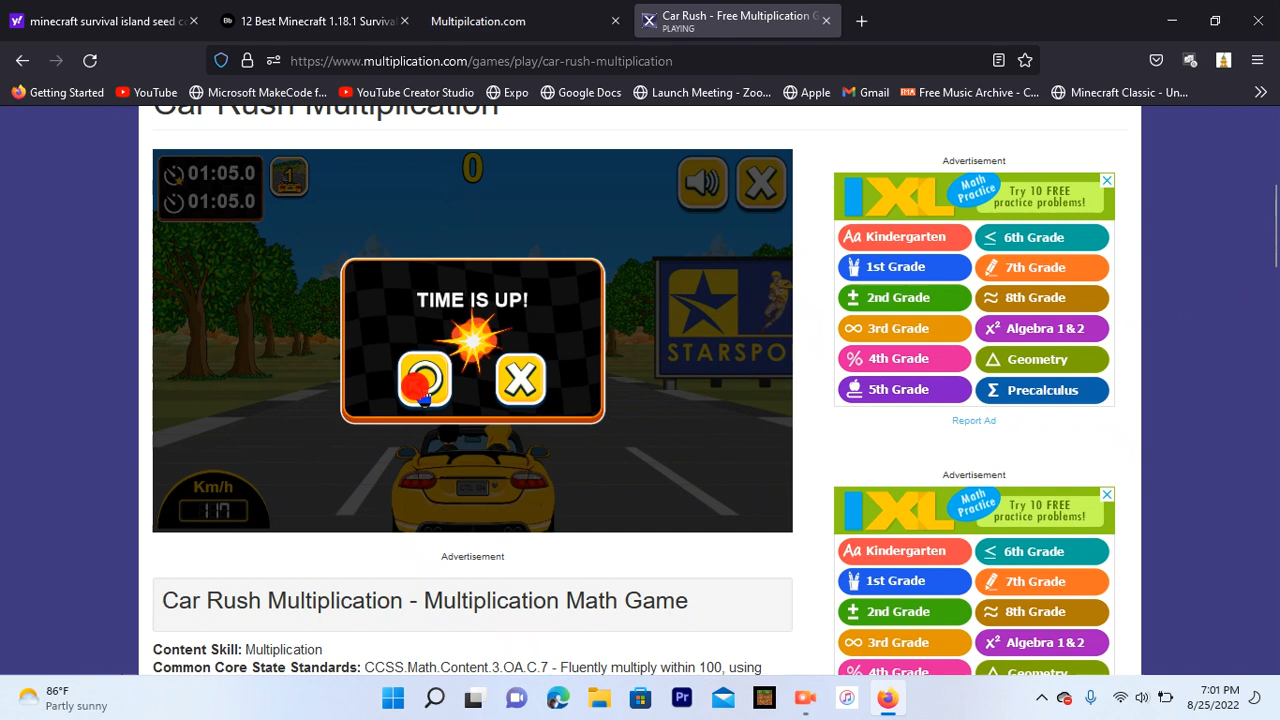 minecraft survival island seed c
12 Best Minecraft 1.18.1 Survival
Multipilcation.com
Car Rush - Free Multiplication G
PLAYING
https://www.multiplication.com/games/play/car-rush-multiplication
Getting Started
YouTube
Microsoft MakeCode f...
YouTube Creator Studio
Expo
Google Docs
Launch Meeting - Zoo...
Apple
Gmail
Free Music Archive - C...
Minecraft Classic - Un...
Car Rush Multiplication
01:05.0
01:05.0
1
0
TIME IS UP!
STARSPO
Km/h
117
Advertisement
IXL
Math
Practice
Try 10 FREE
practice problems!
Aa Kindergarten
≤ 6th Grade
1st Grade
7th Grade
± 2nd Grade
≈ 8th Grade
∞ 3rd Grade
x² Algebra 1&2
% 4th Grade
△ Geometry
5th Grade
Σ Precalculus
Report Ad
Advertisement
IXL
Math
Practice
Try 10 FREE
practice problems!
Aa Kindergarten
≤ 6th Grade
1st Grade
7th Grade
± 2nd Grade
≈ 8th Grade
∞ 3rd Grade
x² Algebra 1&2
% 4th Grade
△ Geometry
Advertisement
Car Rush Multiplication - Multiplication Math Game
Content Skill: Multiplication
Common Core State Standards: CCSS.Math.Content.3.OA.C.7 - Fluently multiply within 100, using
86°F
Partly sunny
Pr
7:01 PM
8/25/2022